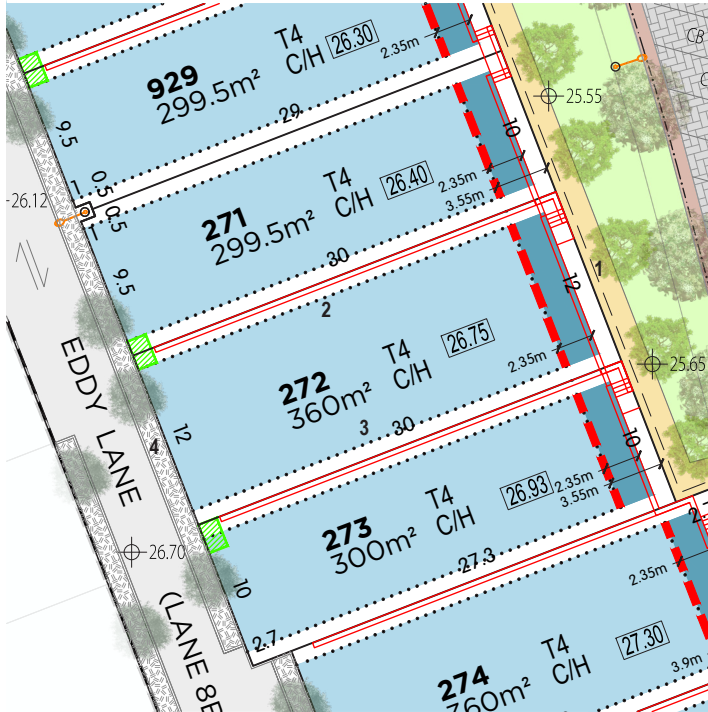 929
299.5m²
T4
C/H
26.30
2.35m
9.5
29
10
25.55
0.5
0.5
1
1
26.12
271
299.5m²
T4
C/H
26.40
2.35m
3.55m
9.5
30
2
12
1
EDDY LANE
272
360m²
T4
C/H
26.75
2.35m
25.65
12
4
3
30
10
273
300m²
T4
C/H
26.93
2.35m
3.55m
26.70
10
27.3
2.7
(LANE 8
274
360m²
T4
C/H
27.30
2.35m
3.9m
CB